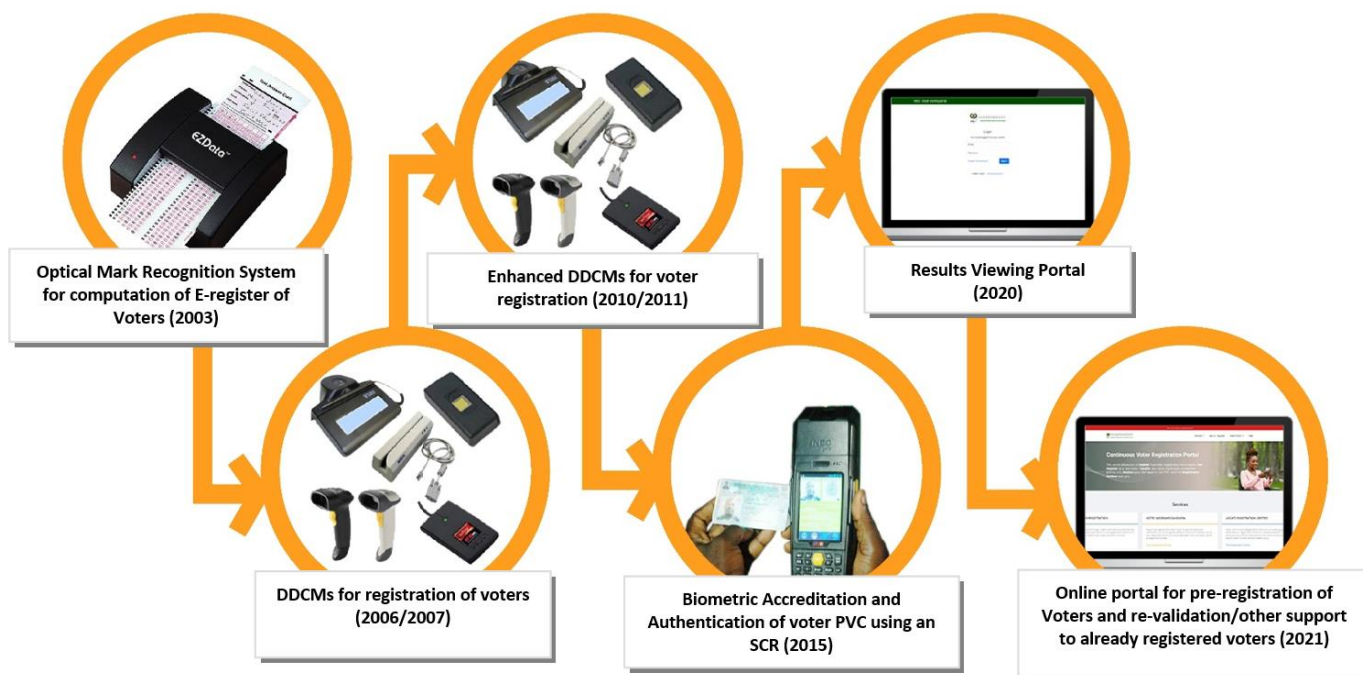 EZData™
Optical Mark Recognition System
for computation of E-register of
Voters (2003)
DDCMs for registration of voters
(2006/2007)
Enhanced DDCMs for voter
registration (2010/2011)
Biometric Accreditation and
Authentication of voter PVC using an
SCR (2015)
Results Viewing Portal
(2020)
Continuous Voter Registration Portal
Services
Online portal for pre-registration of
Voters and re-validation/other support
to already registered voters (2021)